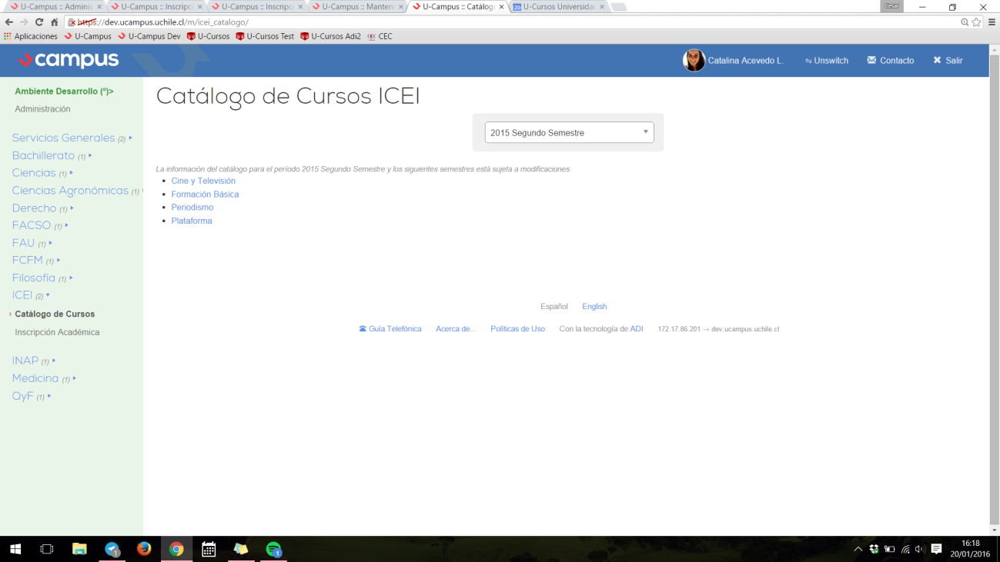 U-Campus :: Adminis
U-Campus :: Inscripci
U-Campus :: Inscripci
U-Campus :: Manten
U-Campus :: Catálog
U-Cursos Universida
Cesar
https://dev.ucampus.uchile.cl/m/icei_catalogo/
Aplicaciones U-Campus U-Campus Dev U-Cursos U-Cursos Test U-Cursos Adi2 CEC
campus
Catalina Acevedo L. Unswitch Contacto Salir
Ambiente Desarrollo (º)>
Administración
Servicios Generales (2)
Bachillerato (1)
Ciencias (1)
Ciencias Agronómicas (1)
Derecho (1)
FACSO (1)
FAU (1)
FCFM (1)
Filosofía (1)
ICEI (2)
Catálogo de Cursos
Inscripción Académica
INAP (1)
Medicina (1)
QyF (1)
Catálogo de Cursos ICEI
2015 Segundo Semestre
La información del catálogo para el período 2015 Segundo Semestre y los siguientes semestres está sujeta a modificaciones.
Cine y Televisión
Formación Básica
Periodismo
Plataforma
Español English
Guía Telefónica Acerca de... Políticas de Uso Con la tecnología de ADI 172.17.86.201 → dev.ucampus.uchile.cl
16:18
20/01/2016